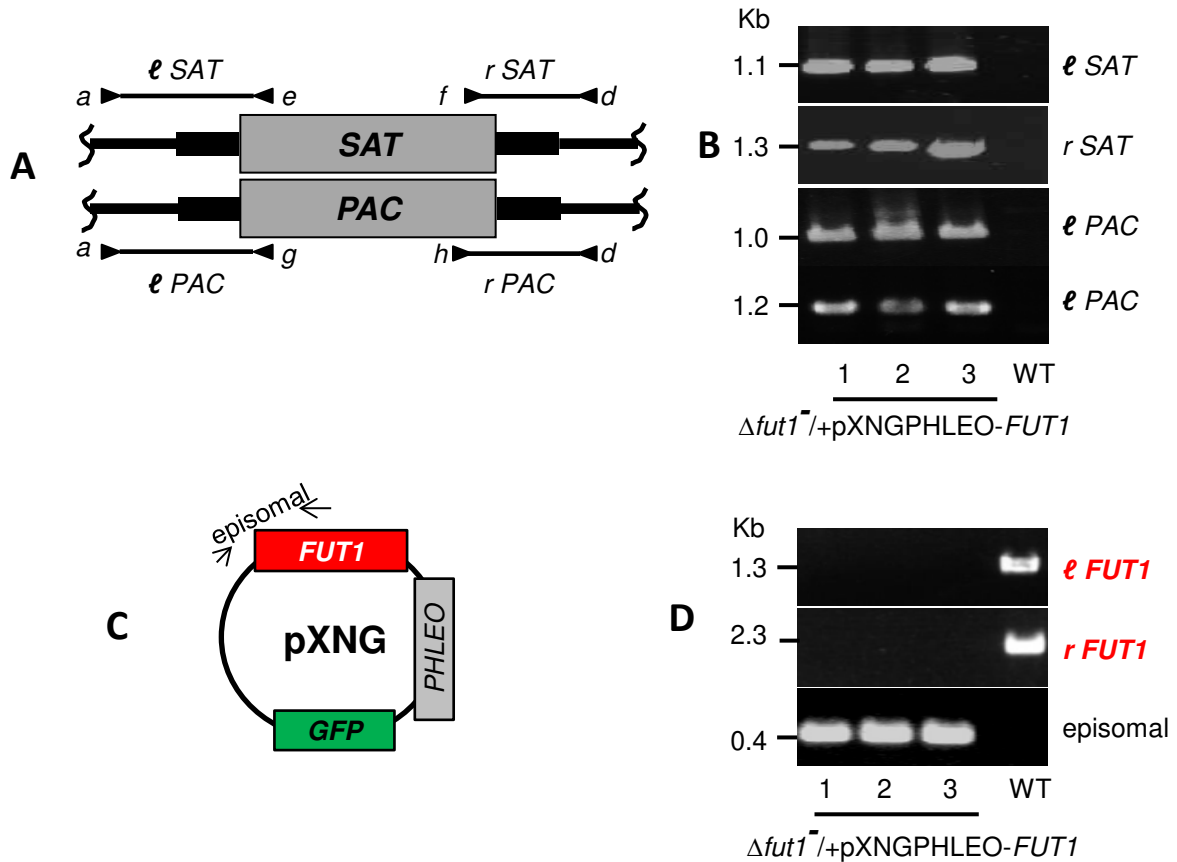 A
ℓ SAT
r SAT
a
e
f
d
SAT
PAC
a
g
h
d
ℓ PAC
r PAC
B
Kb
1.1
ℓ SAT
1.3
r SAT
1.0
ℓ PAC
1.2
ℓ PAC
1 2 3 WT
Δfut1⁻/+pXNGPHLEO-FUT1
C
episomal
FUT1
pXNG
PHLEO
GFP
D
Kb
1.3
ℓ FUT1
2.3
r FUT1
0.4
episomal
1 2 3 WT
Δfut1⁻/+pXNGPHLEO-FUT1